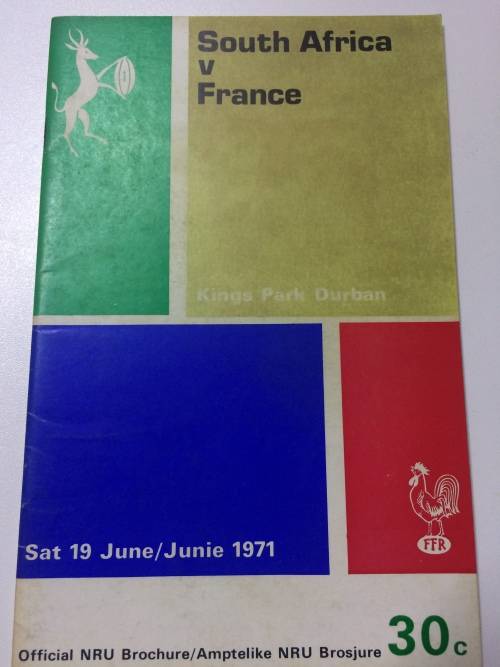 South Africa
v
France
Kings Park Durban
Sat 19 June/Junie 1971
FFR
Official NRU Brochure/Amptelike NRU Brosjure 30c